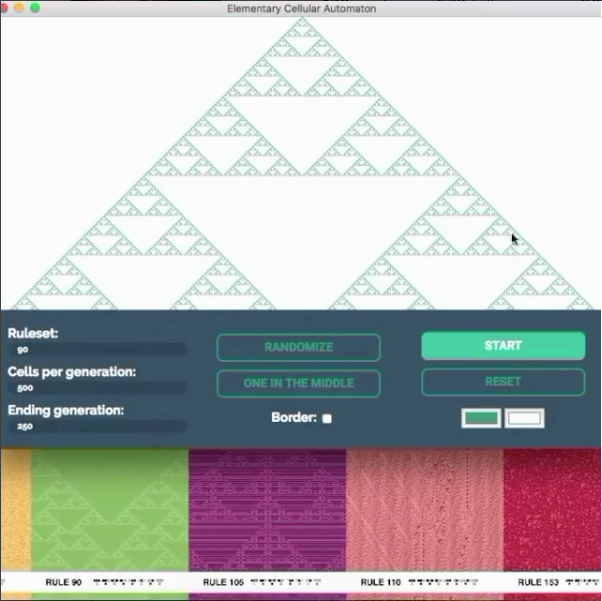 Elementary Cellular Automaton
Ruleset:
90
Cells per generation:
500
Ending generation:
250
RANDOMIZE
ONE IN THE MIDDLE
Border:
START
RESET
RULE 90
RULE 105
RULE 110
RULE 153